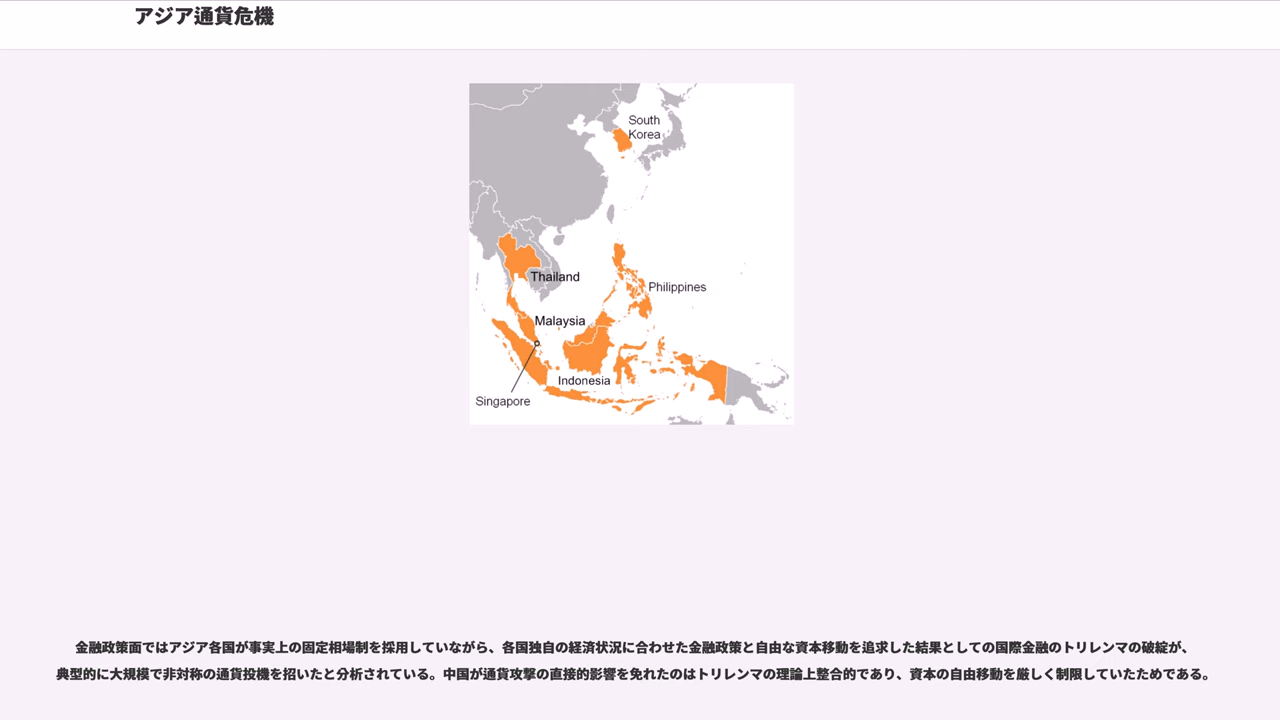 アジア通貨危機
South
Korea
Thailand
Philippines
Malaysia
Indonesia
Singapore
金融政策面ではアジア各国が事実上の固定相場制を採用していながら、各国独自の経済状況に合わせた金融政策と自由な資本移動を追求した結果としての国際金融のトリレンマの破綻が、
典型的に大規模で非対称の通貨投機を招いたと分析されている。中国が通貨攻撃の直接的影響を免れたのはトリレンマの理論上整合的であり、資本の自由移動を厳しく制限していたためである。